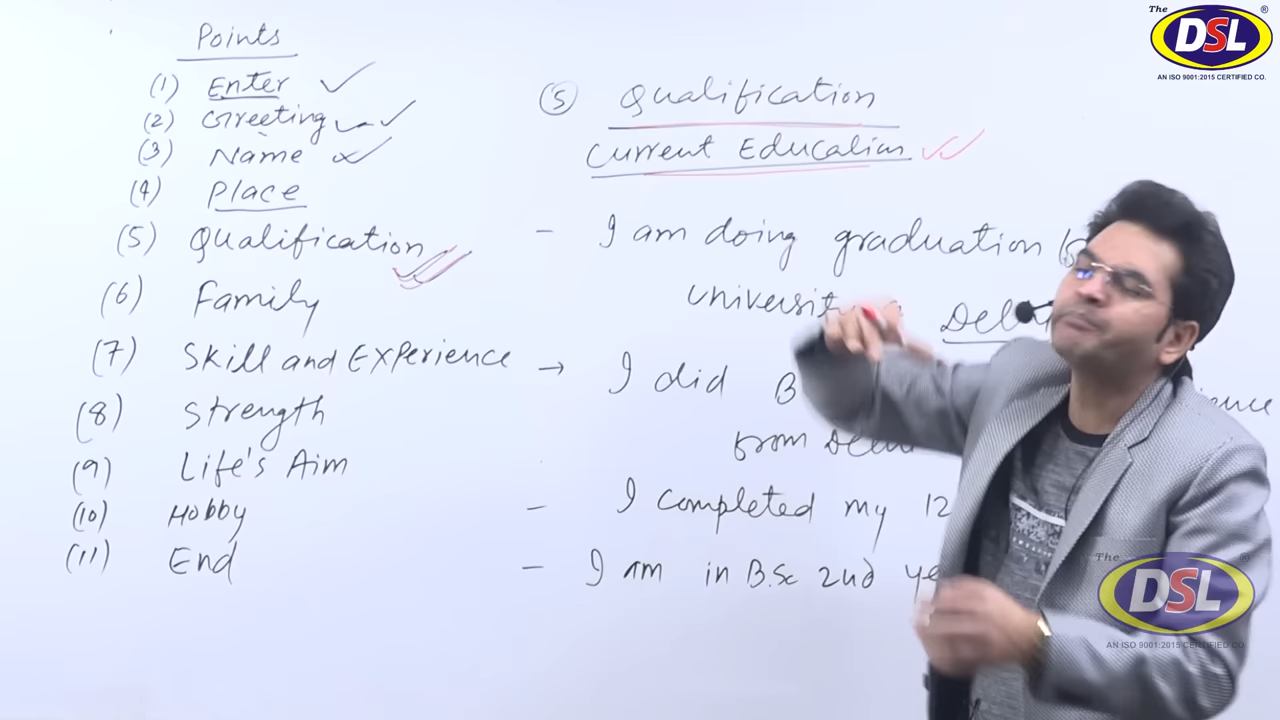 Points
(1) Enter
(2) Greeting
(3) Name
(4) Place
(5) Qualification
(6) Family
(7) Skill and Experience
(8) Strength
(9) Life's Aim
(10) Hobby
(11) End
(5) Qualification
Current Education
- I am doing graduation
University
→ I did B
from
- I completed my 12
- I am in B.Sc 2nd
The
DSL
®
AN ISO 9001:2015 CERTIFIED CO.
The
DSL
®
AN ISO 9001:2015 CERTIFIED CO